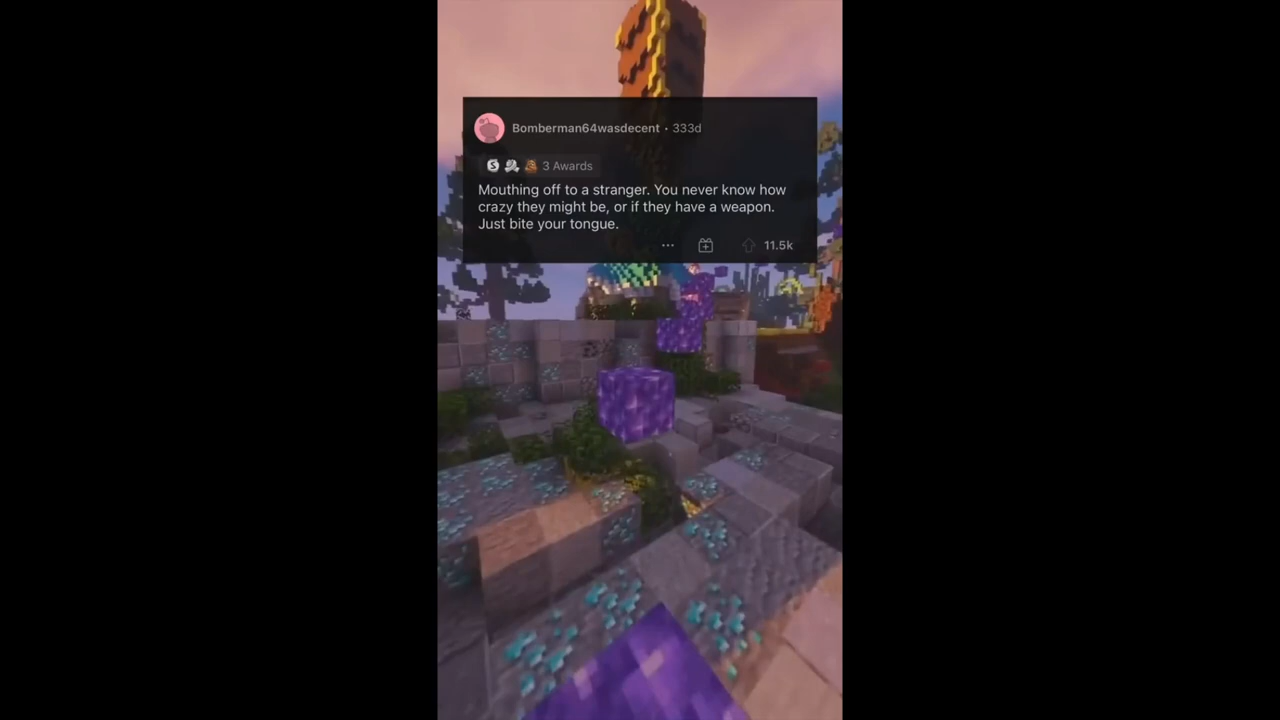 Bomberman64wasdecent · 333d
3 Awards
Mouthing off to a stranger. You never know how
crazy they might be, or if they have a weapon.
Just bite your tongue.
11.5k